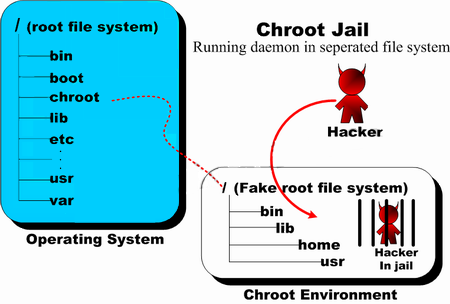 / (root file system)
bin
boot
chroot
lib
etc
.
.
usr
var
Operating System
Chroot Jail
Running daemon in seperated file system
Hacker
/ (Fake root file system)
bin
lib
home
usr
Hacker
In jail
Chroot Environment